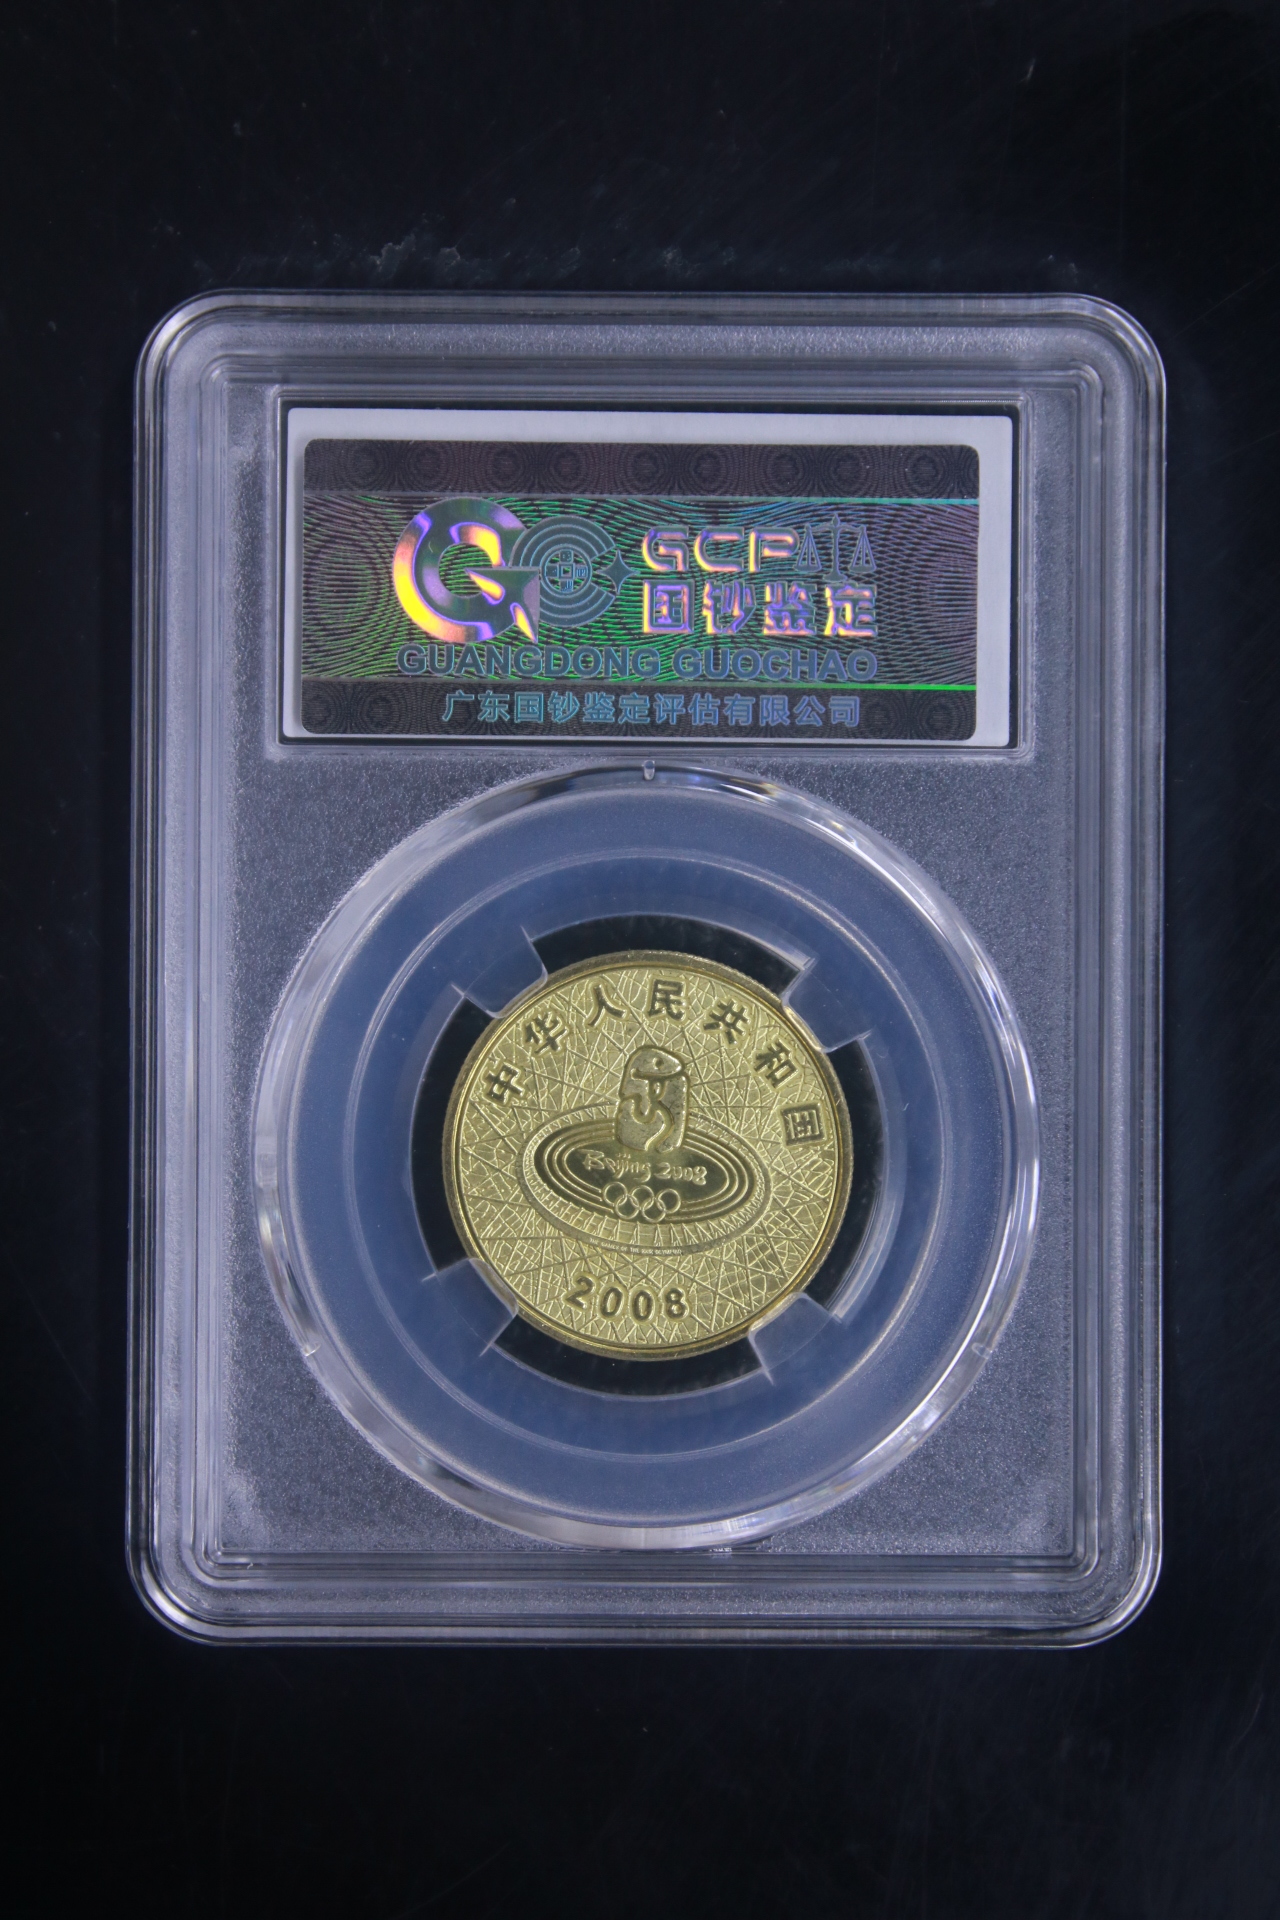 GCP
国钞鉴定
GUANGDONG GUOCHAO
广东国钞鉴定评估有限公司
中华人民共和国
Beijing 2008
2008